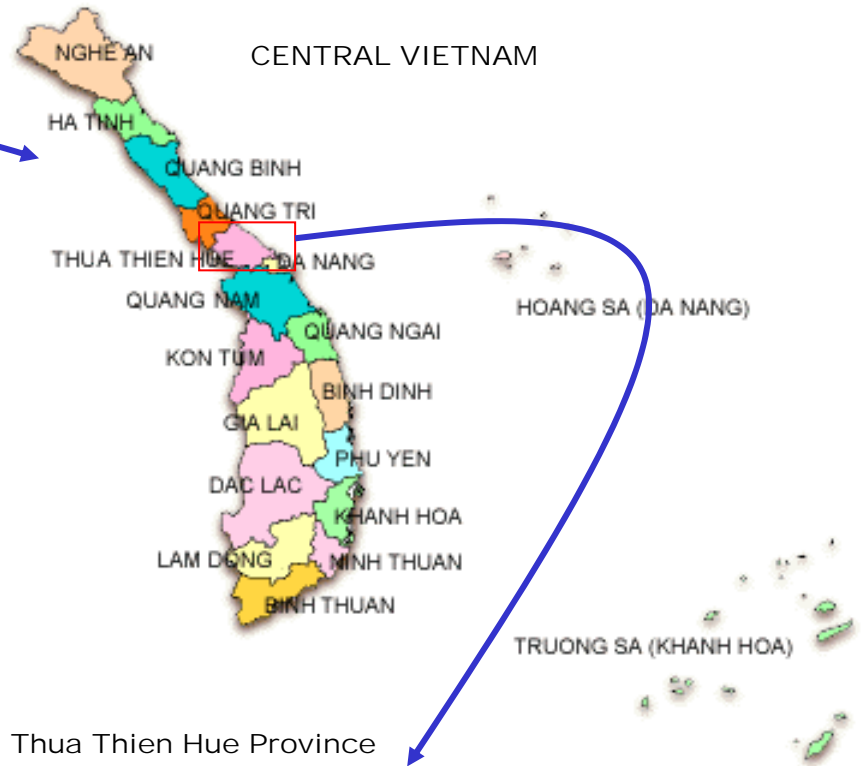 CENTRAL VIETNAM
NGHE AN
HA TINH
QUANG BINH
QUANG TRI
THUA THIEN HUE
DA NANG
QUANG NAM
HOANG SA (DA NANG)
QUANG NGAI
KON TUM
BINH DINH
GIA LAI
PHU YEN
DAC LAC
KHANH HOA
LAM DONG
NINH THUAN
BINH THUAN
TRUONG SA (KHANH HOA)
Thua Thien Hue Province